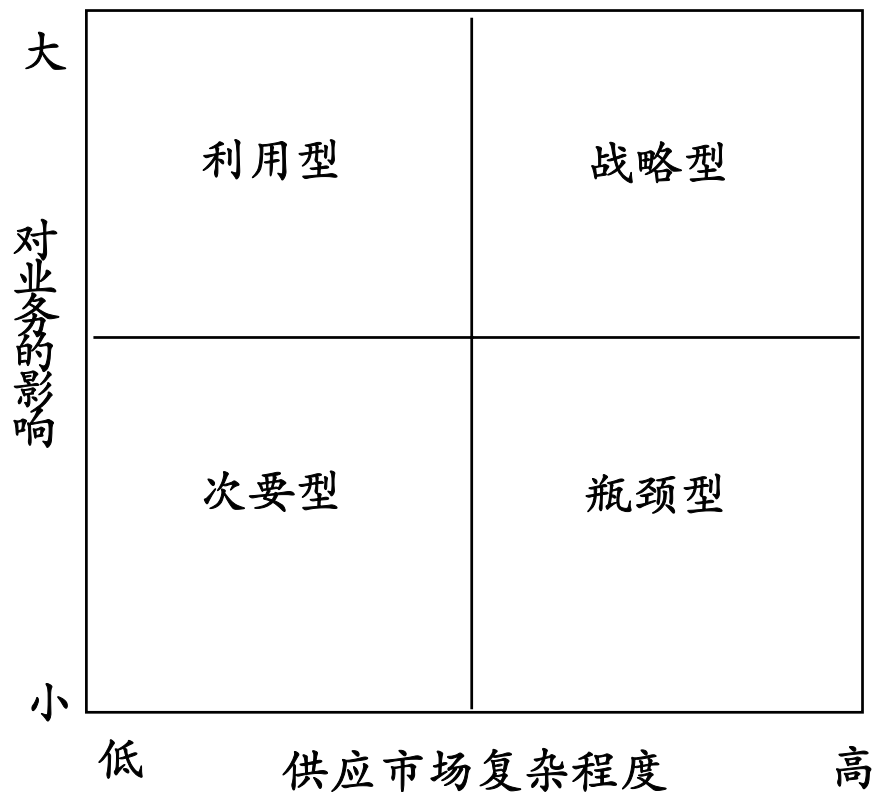 大
利用型
战略型
对业务的影响
次要型
瓶颈型
小
低
供应市场复杂程度
高